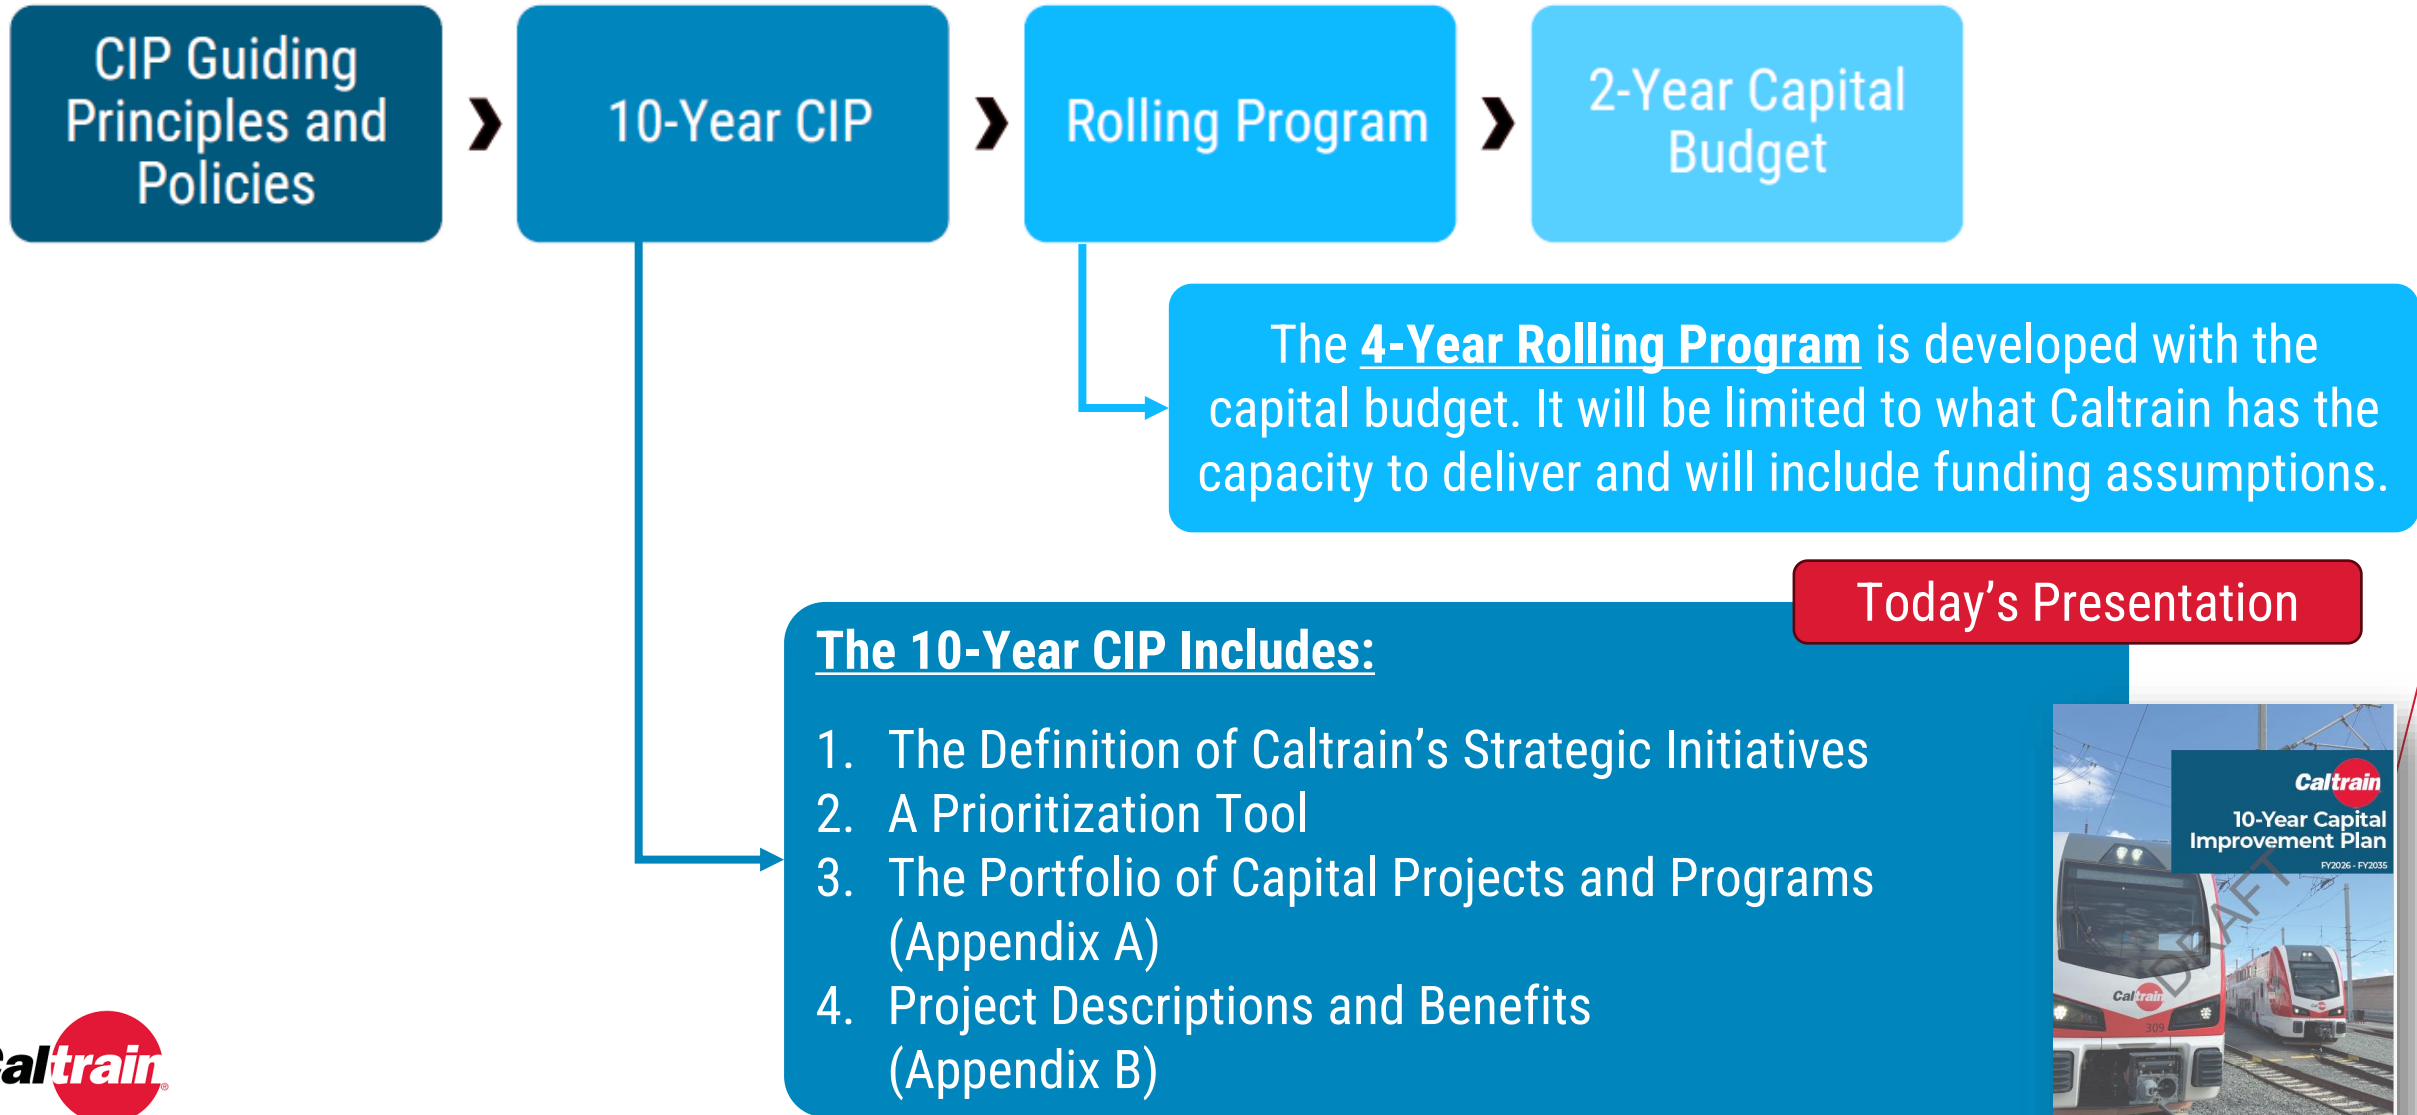 CIP Guiding
Principles and
Policies
10-Year CIP
Rolling Program
2-Year Capital
Budget
The 4-Year Rolling Program is developed with the
capital budget. It will be limited to what Caltrain has the
capacity to deliver and will include funding assumptions.
Today’s Presentation
The 10-Year CIP Includes:
1. The Definition of Caltrain’s Strategic Initiatives
2. A Prioritization Tool
3. The Portfolio of Capital Projects and Programs
(Appendix A)
4. Project Descriptions and Benefits
(Appendix B)
Caltrain
10-Year Capital
Improvement Plan
FY2026 - FY2035
DRAFT
Caltrain
309
Caltrain®